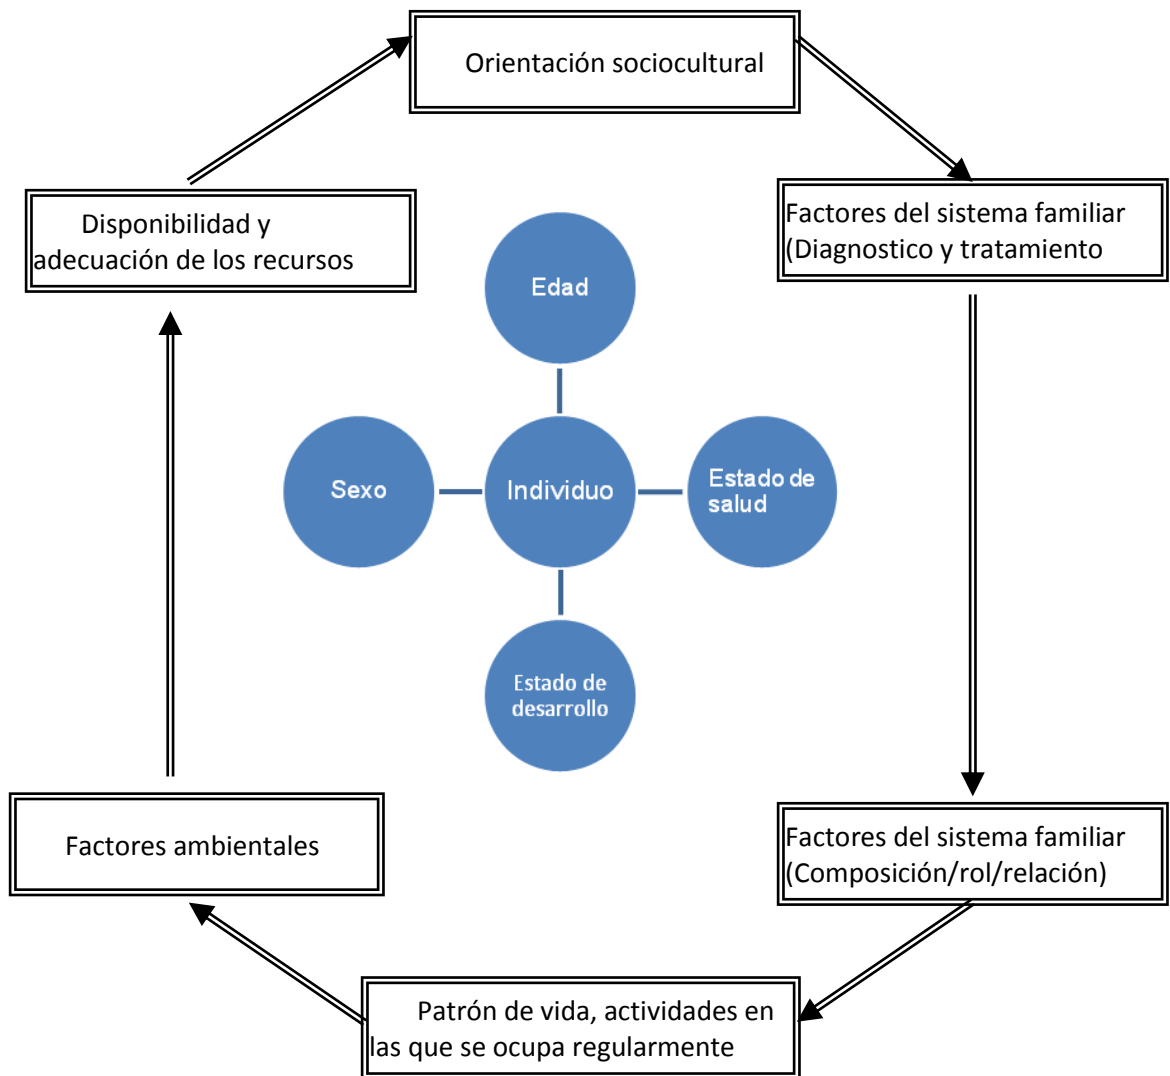 Orientación sociocultural
Disponibilidad y
adecuación de los recursos
Factores del sistema familiar
(Diagnostico y tratamiento
Edad
Sexo
Individuo
Estado de
salud
Estado de
desarrollo
Factores ambientales
Factores del sistema familiar
(Composición/rol/relación)
Patrón de vida, actividades en
las que se ocupa regularmente